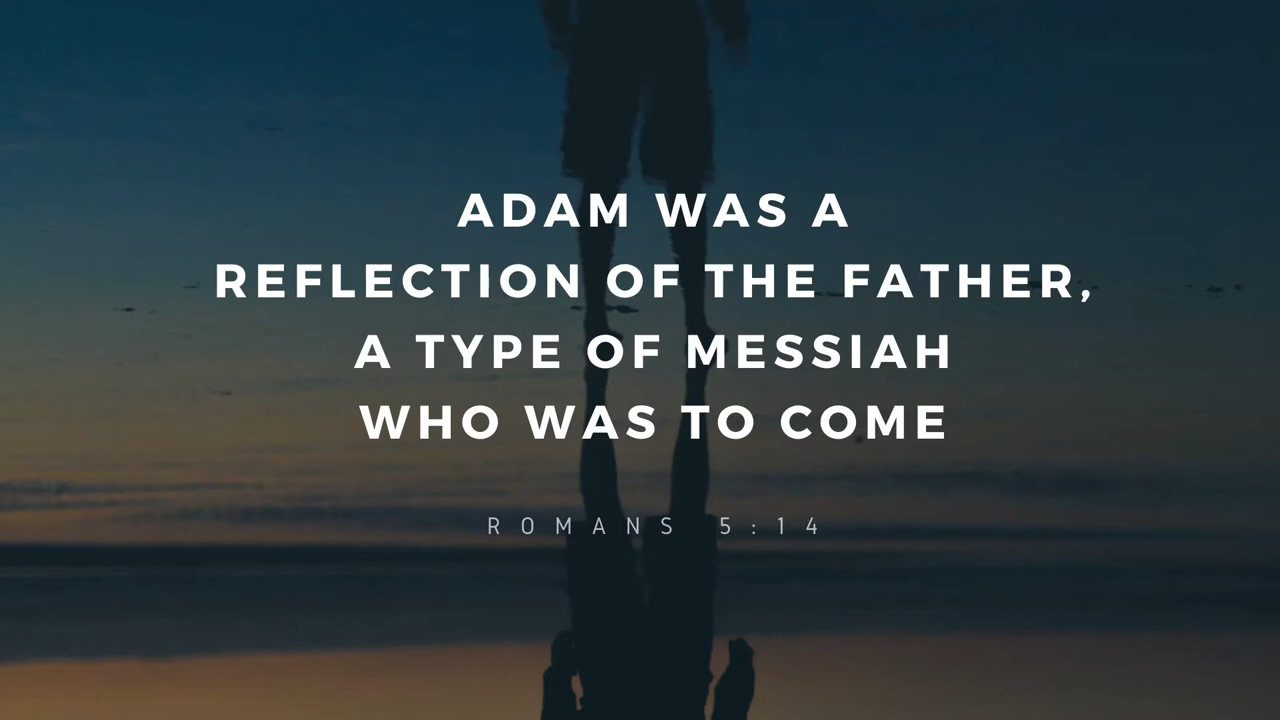 ADAM WAS A
REFLECTION OF THE FATHER,
A TYPE OF MESSIAH
WHO WAS TO COME
ROMANS 5:14